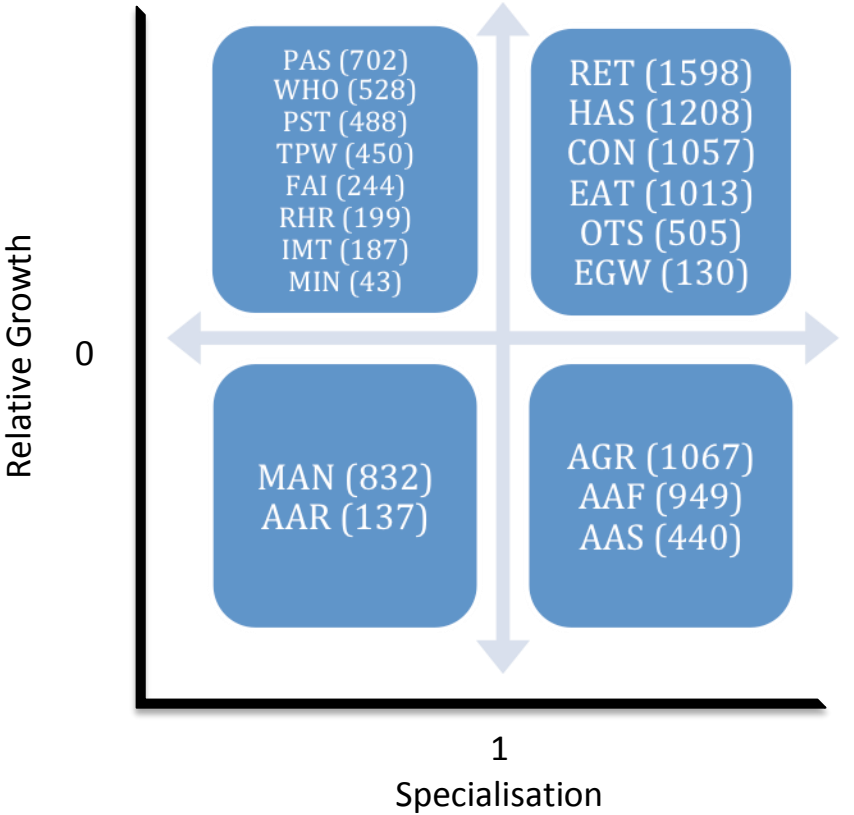 PAS (702)
WHO (528)
PST (488)
TPW (450)
FAI (244)
RHR (199)
IMT (187)
MIN (43)
RET (1598)
HAS (1208)
CON (1057)
EAT (1013)
OTS (505)
EGW (130)
Relative Growth
0
MAN (832)
AAR (137)
AGR (1067)
AAF (949)
AAS (440)
1
Specialisation